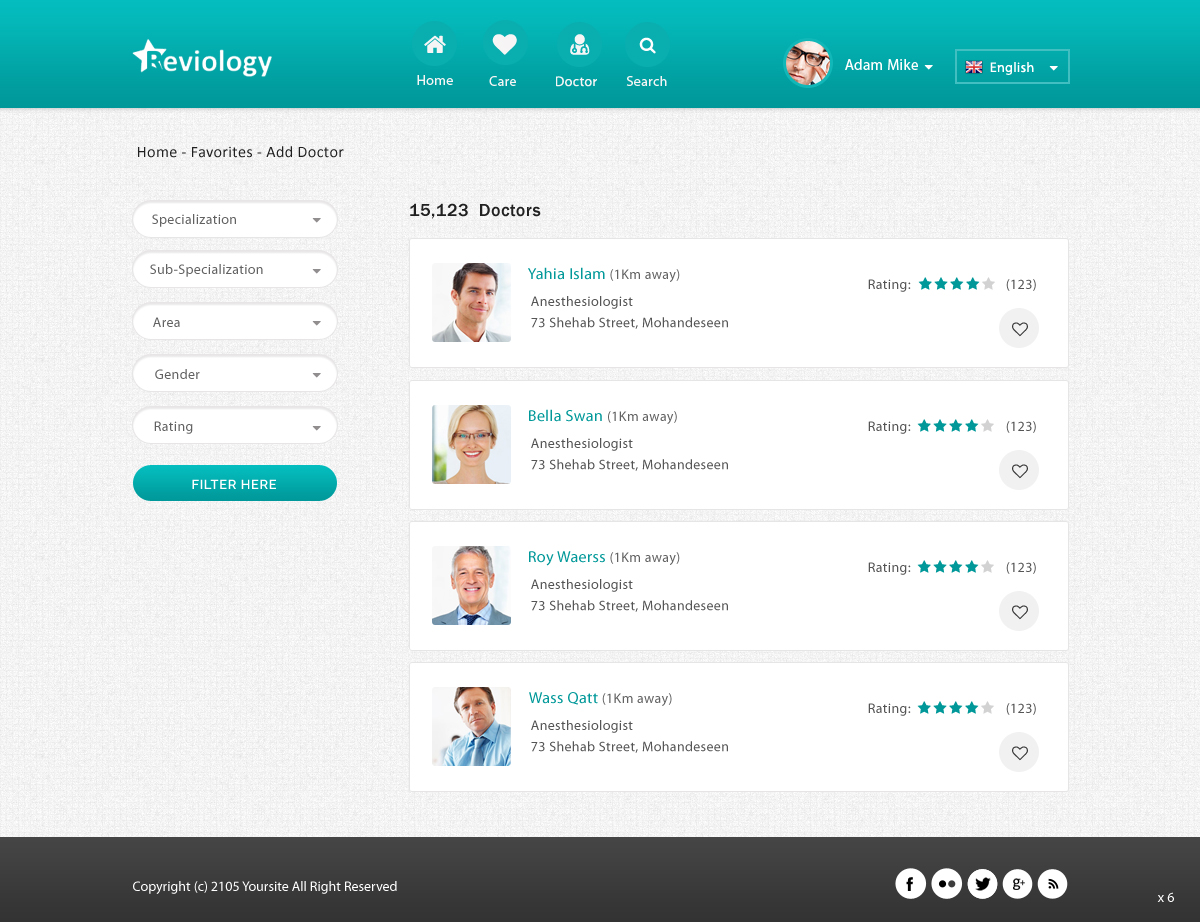 Reviology
Home
Care
Doctor
Search
Adam Mike
English
Home - Favorites - Add Doctor
Specialization
Sub-Specialization
Area
Gender
Rating
FILTER HERE
15,123 Doctors
Yahia Islam (1Km away)
Anesthesiologist
73 Shehab Street, Mohandeseen
Rating: (123)
Bella Swan (1Km away)
Anesthesiologist
73 Shehab Street, Mohandeseen
Rating: (123)
Roy Waerss (1Km away)
Anesthesiologist
73 Shehab Street, Mohandeseen
Rating: (123)
Wass Qatt (1Km away)
Anesthesiologist
73 Shehab Street, Mohandeseen
Rating: (123)
Copyright (c) 2105 Yoursite All Right Reserved
f
g+
x 6